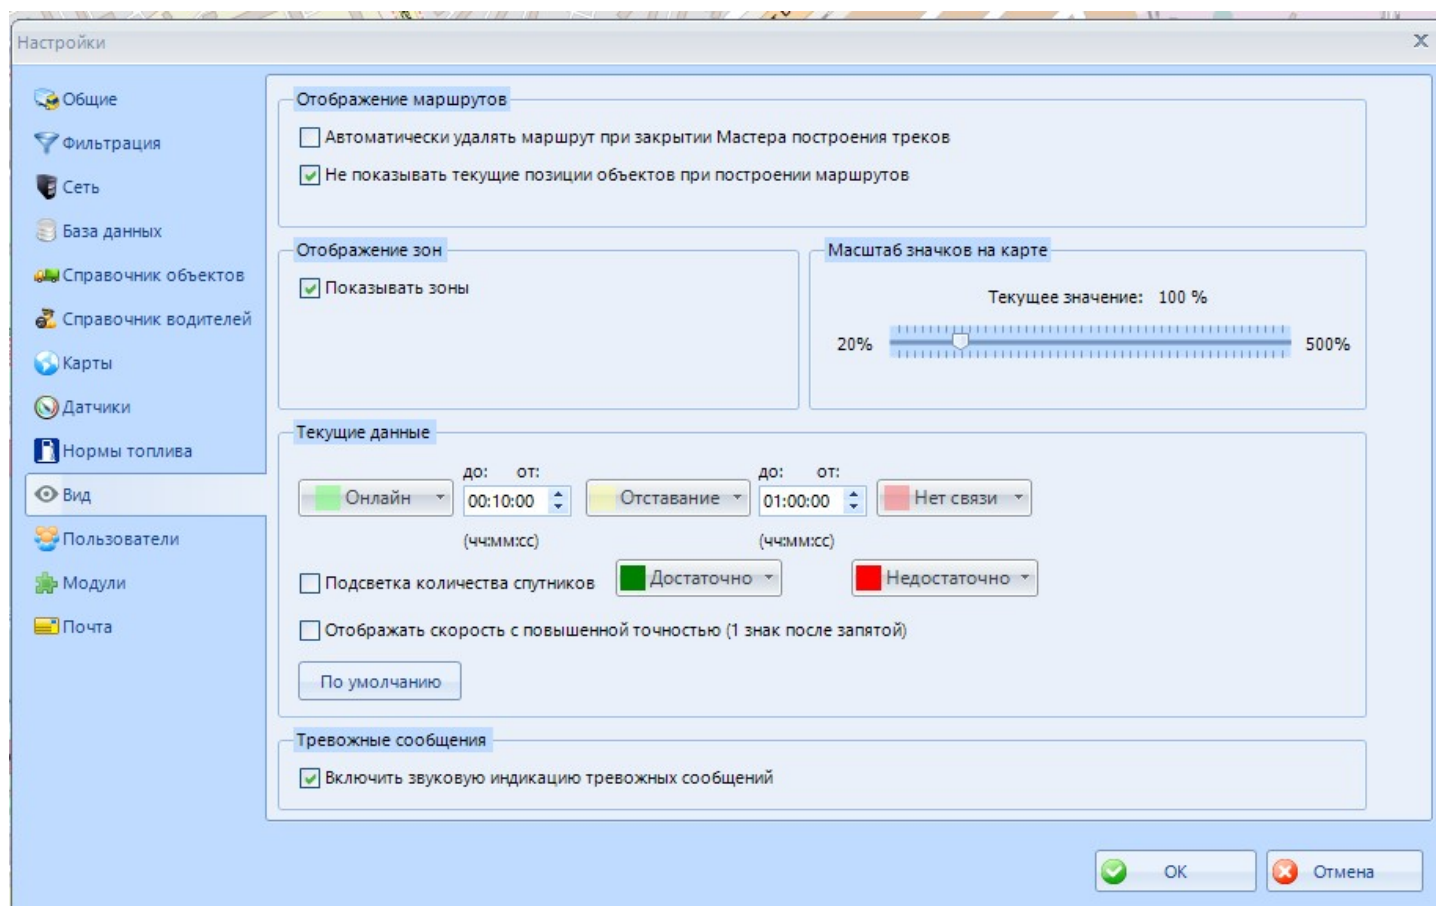 Настройки
Общие
Фильтрация
Сеть
База данных
Справочник объектов
Справочник водителей
Карты
Датчики
Нормы топлива
Вид
Пользователи
Модули
Почта
Отображение маршрутов
Автоматически удалять маршрут при закрытии Мастера построения треков
Не показывать текущие позиции объектов при построении маршрутов
Отображение зон
Показывать зоны
Масштаб значков на карте
Текущее значение: 100 %
20% 500%
Текущие данные
до: от: до: от:
Онлайн 00:10:00 Отставание 01:00:00 Нет связи
(чч:мм:сс) (чч:мм:сс)
Подсветка количества спутников Достаточно Недостаточно
Отображать скорость с повышенной точностью (1 знак после запятой)
По умолчанию
Тревожные сообщения
Включить звуковую индикацию тревожных сообщений
ОК Отмена